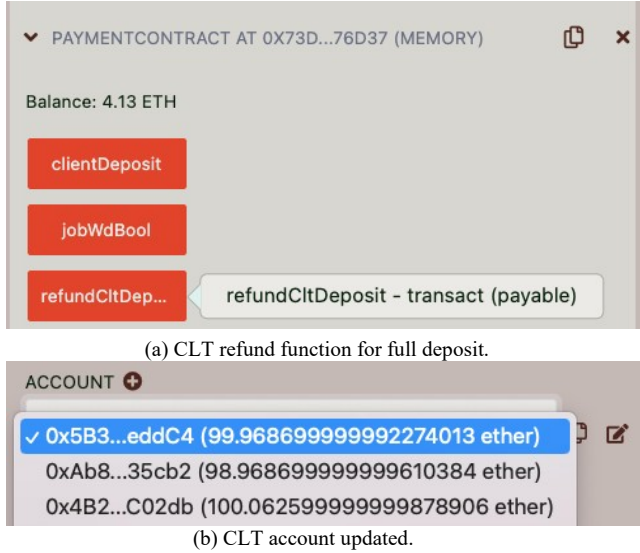 PAYMENTCONTRACT AT 0X73D...76D37 (MEMORY)
Balance: 4.13 ETH
clientDeposit
jobWdBool
refundCltDep... refundCltDeposit - transact (payable)
(a) CLT refund function for full deposit.
ACCOUNT
✓ 0x5B3...eddC4 (99.968699999992274013 ether)
0xAb8...35cb2 (98.968699999999610384 ether)
0x4B2...C02db (100.062599999999878906 ether)
(b) CLT account updated.